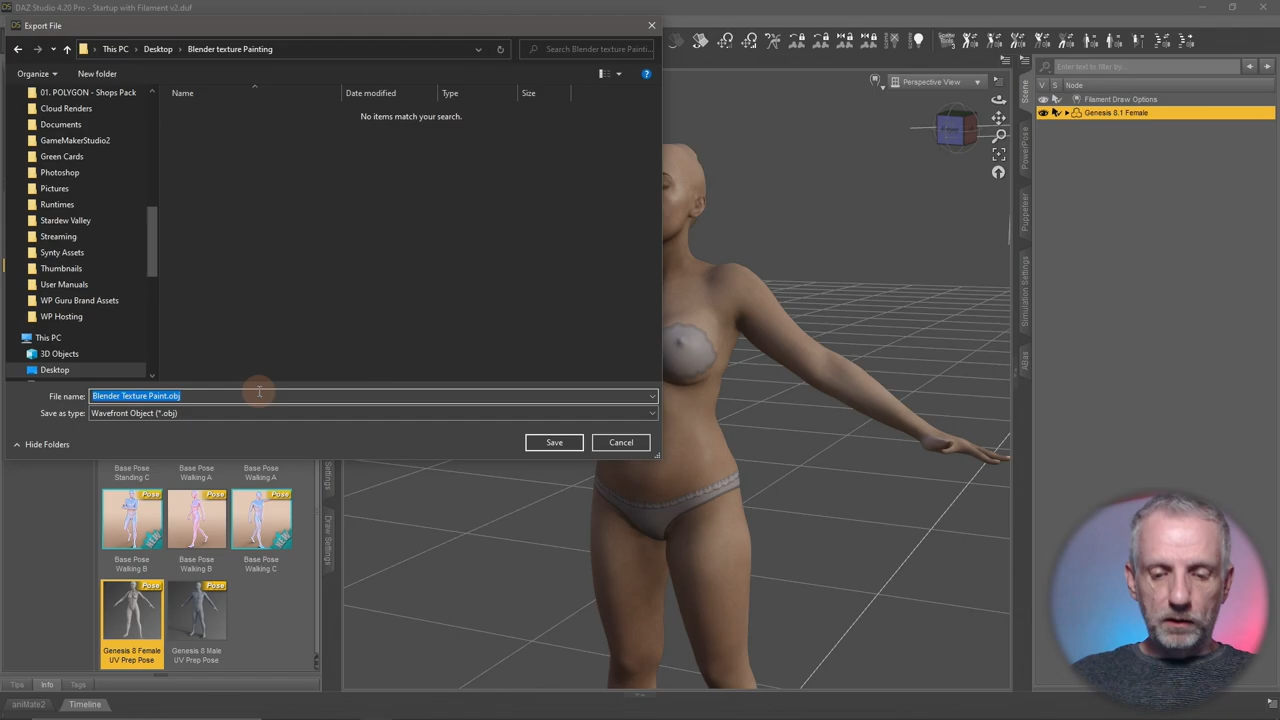 DAZ Studio 4.20 Pro - Startup with Filament v2.duf
Export File
This PC
Desktop
Blender texture Painting
Search Blender texture Painti...
Organize
New folder
Name
Date modified
Type
Size
No items match your search.
01. POLYGON - Shops Pack
Cloud Renders
Documents
GameMakerStudio2
Green Cards
Photoshop
Pictures
Runtimes
Stardew Valley
Streaming
Synty Assets
Thumbnails
User Manuals
WP Guru Brand Assets
WP Hosting
This PC
3D Objects
Desktop
File name:
Blender Texture Paint.obj
Save as type:
Wavefront Object (*.obj)
Hide Folders
Save
Cancel
Base Pose
Standing C
Base Pose
Walking A
Base Pose
Walking A
Pose
NEW
Pose
Pose
NEW
Base Pose
Walking B
Base Pose
Walking B
Base Pose
Walking C
Pose
Pose
Genesis 8 Female
UV Prep Pose
Genesis 8 Male
UV Prep Pose
Tips
Info
Tags
aniMate2
Timeline
Settings
Draw Settings
Perspective View
Enter text to filter by...
V
S
Node
Filament Draw Options
Genesis 8.1 Female
Scene
PowerPose
Puppeteer
Simulation Settings